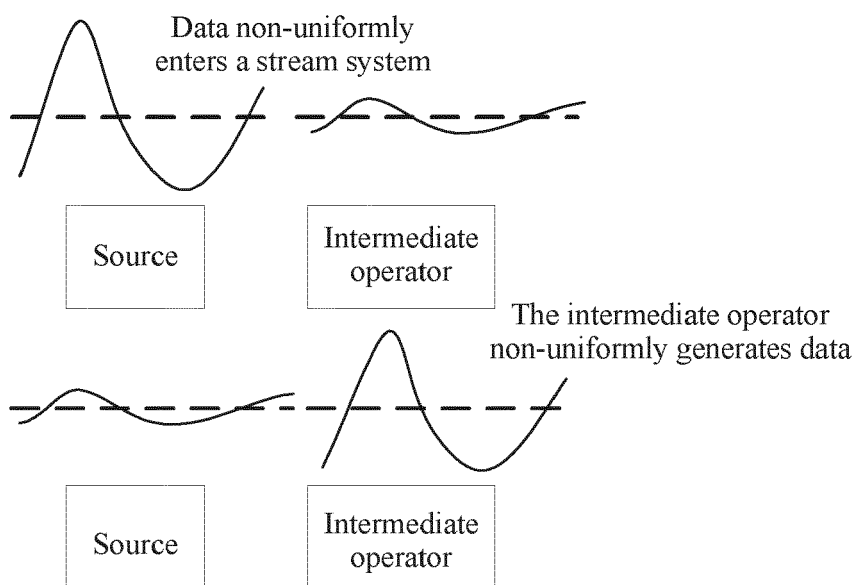 Data non-uniformly
enters a stream system
Source
Intermediate
operator
The intermediate operator
non-uniformly generates data
Source
Intermediate
operator